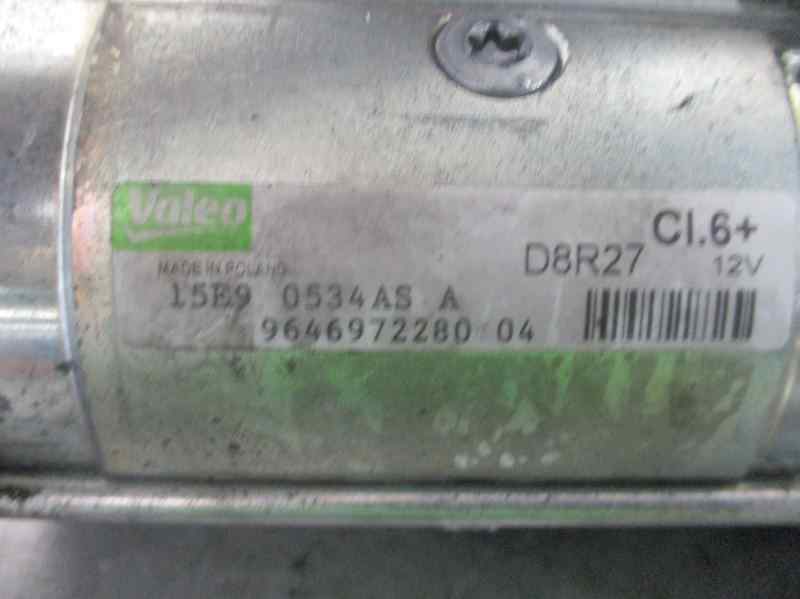 Valeo
Cl.6+
D8R27 12V
MADE IN POLAND
15E9 0534AS A
9646972280 04